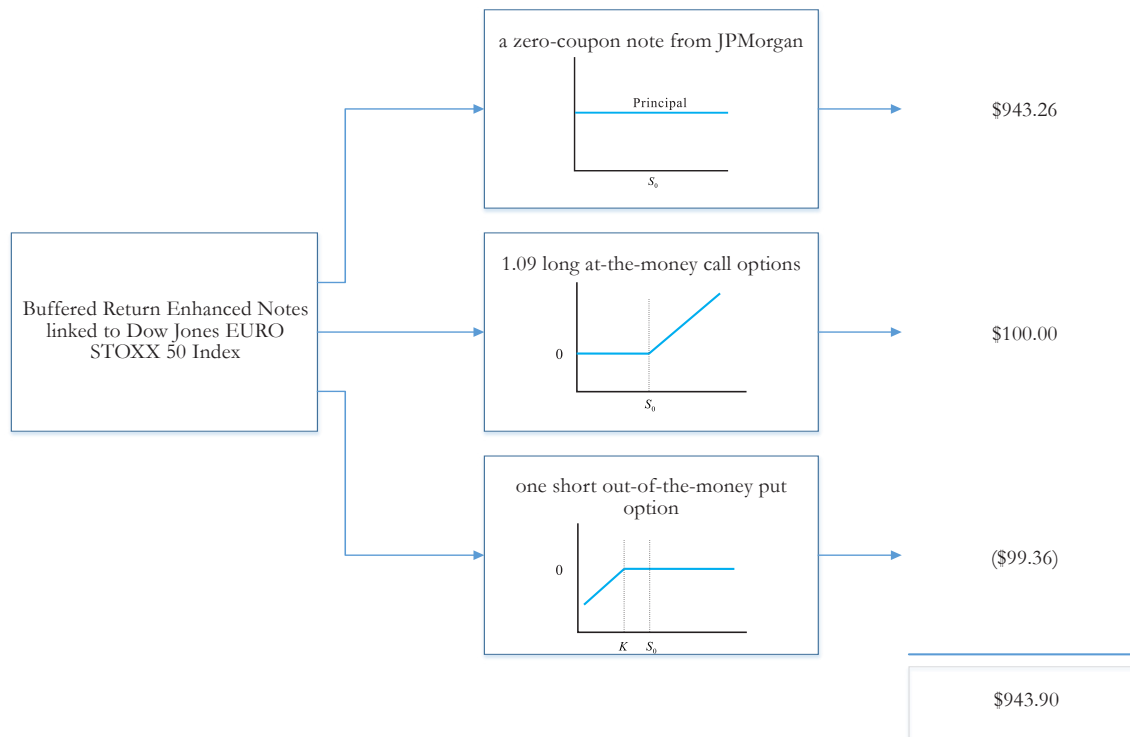 a zero-coupon note from JPMorgan
Principal
S₀
$943.26
Buffered Return Enhanced Notes
linked to Dow Jones EURO
STOXX 50 Index
1.09 long at-the-money call options
0
S₀
$100.00
one short out-of-the-money put
option
0
K S₀
($99.36)
$943.90